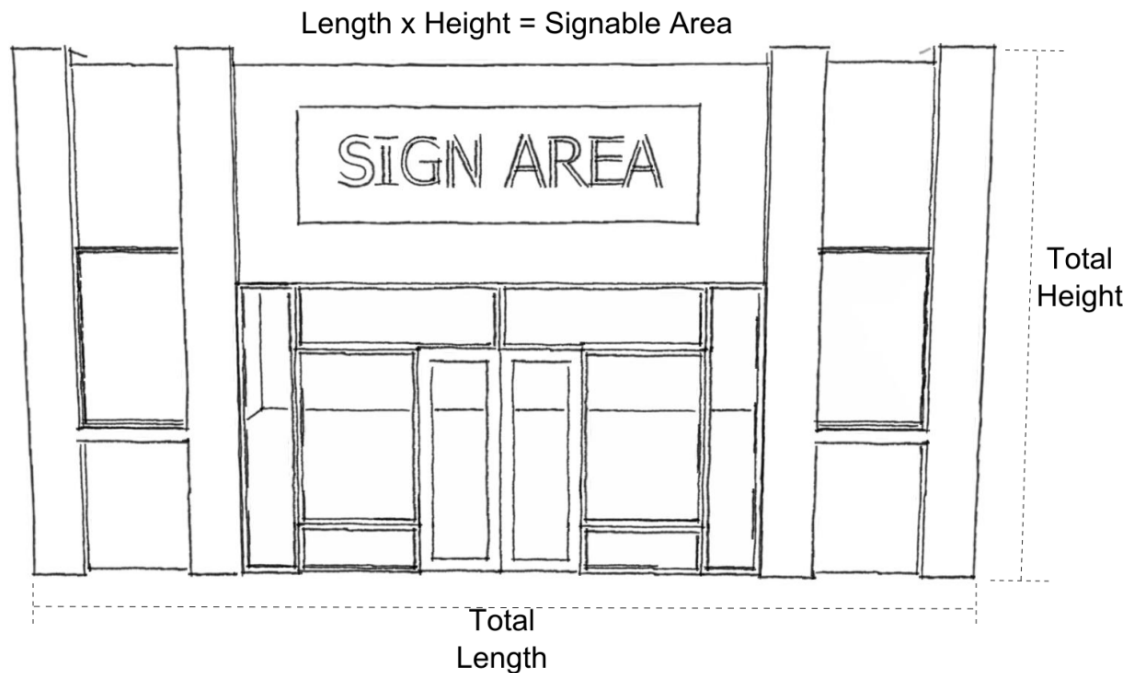 Length x Height = Signable Area
SIGN AREA
Total
Height
Total
Length